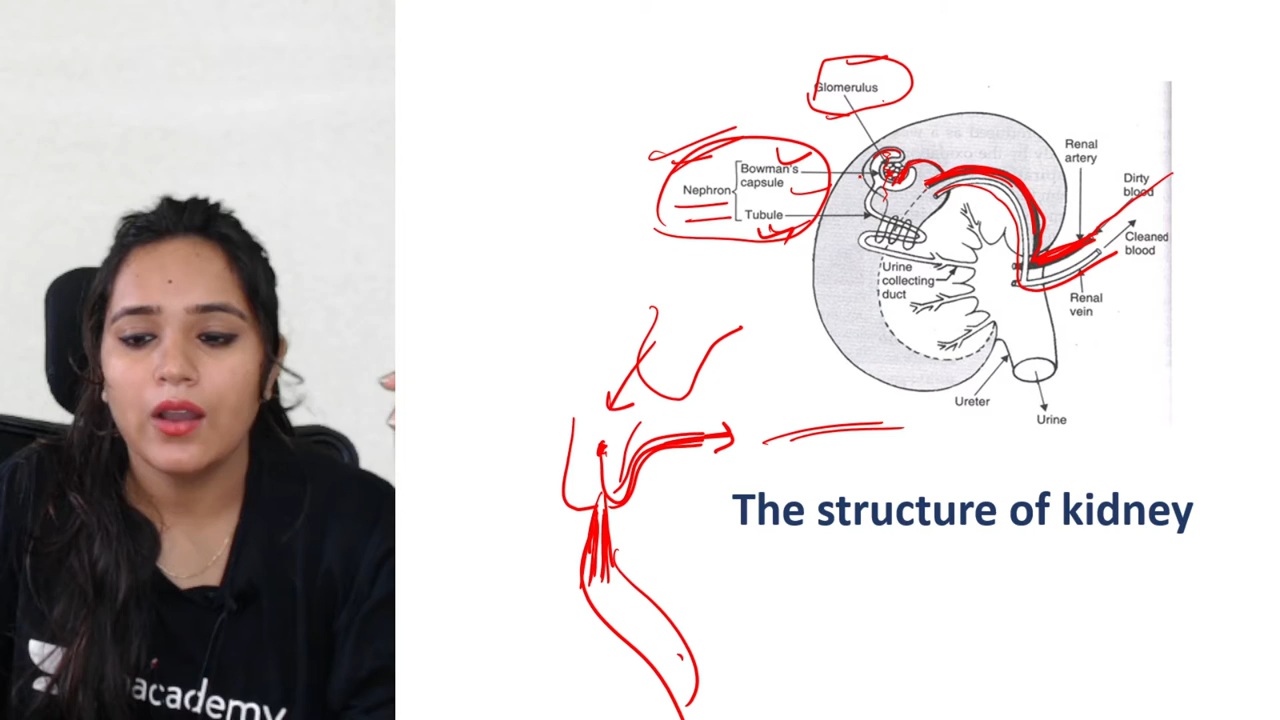 Glomerulus
Bowman's
capsule
Nephron
Tubule
Urine
collecting
duct
Renal
artery
Dirty
blood
Cleaned
blood
Renal
vein
Ureter
Urine
The structure of kidney
academy